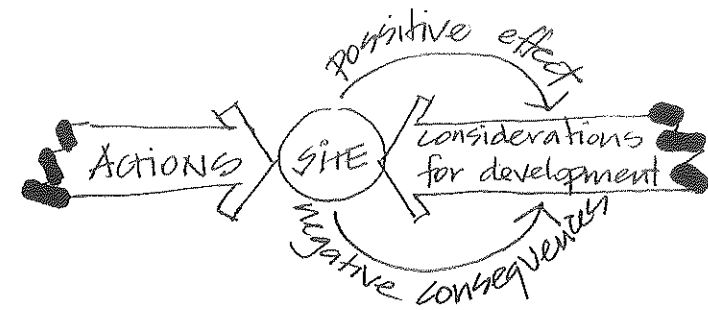 possitive effect
ACTIONS
SITE
considerations
for development
negative consequences